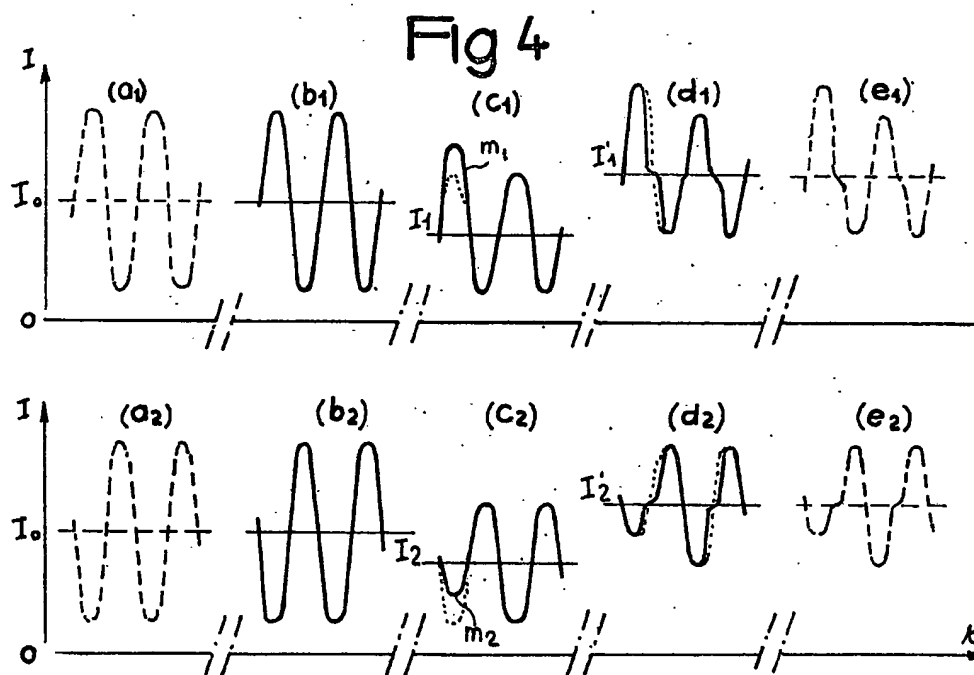 Fig 4
I
(a1) (b1) (c1) (d1) (e1)
m1
I'1
I0
I1
0
I
(a2) (b2) (c2) (d2) (e2)
I'2
I0
I2
m2
0
t